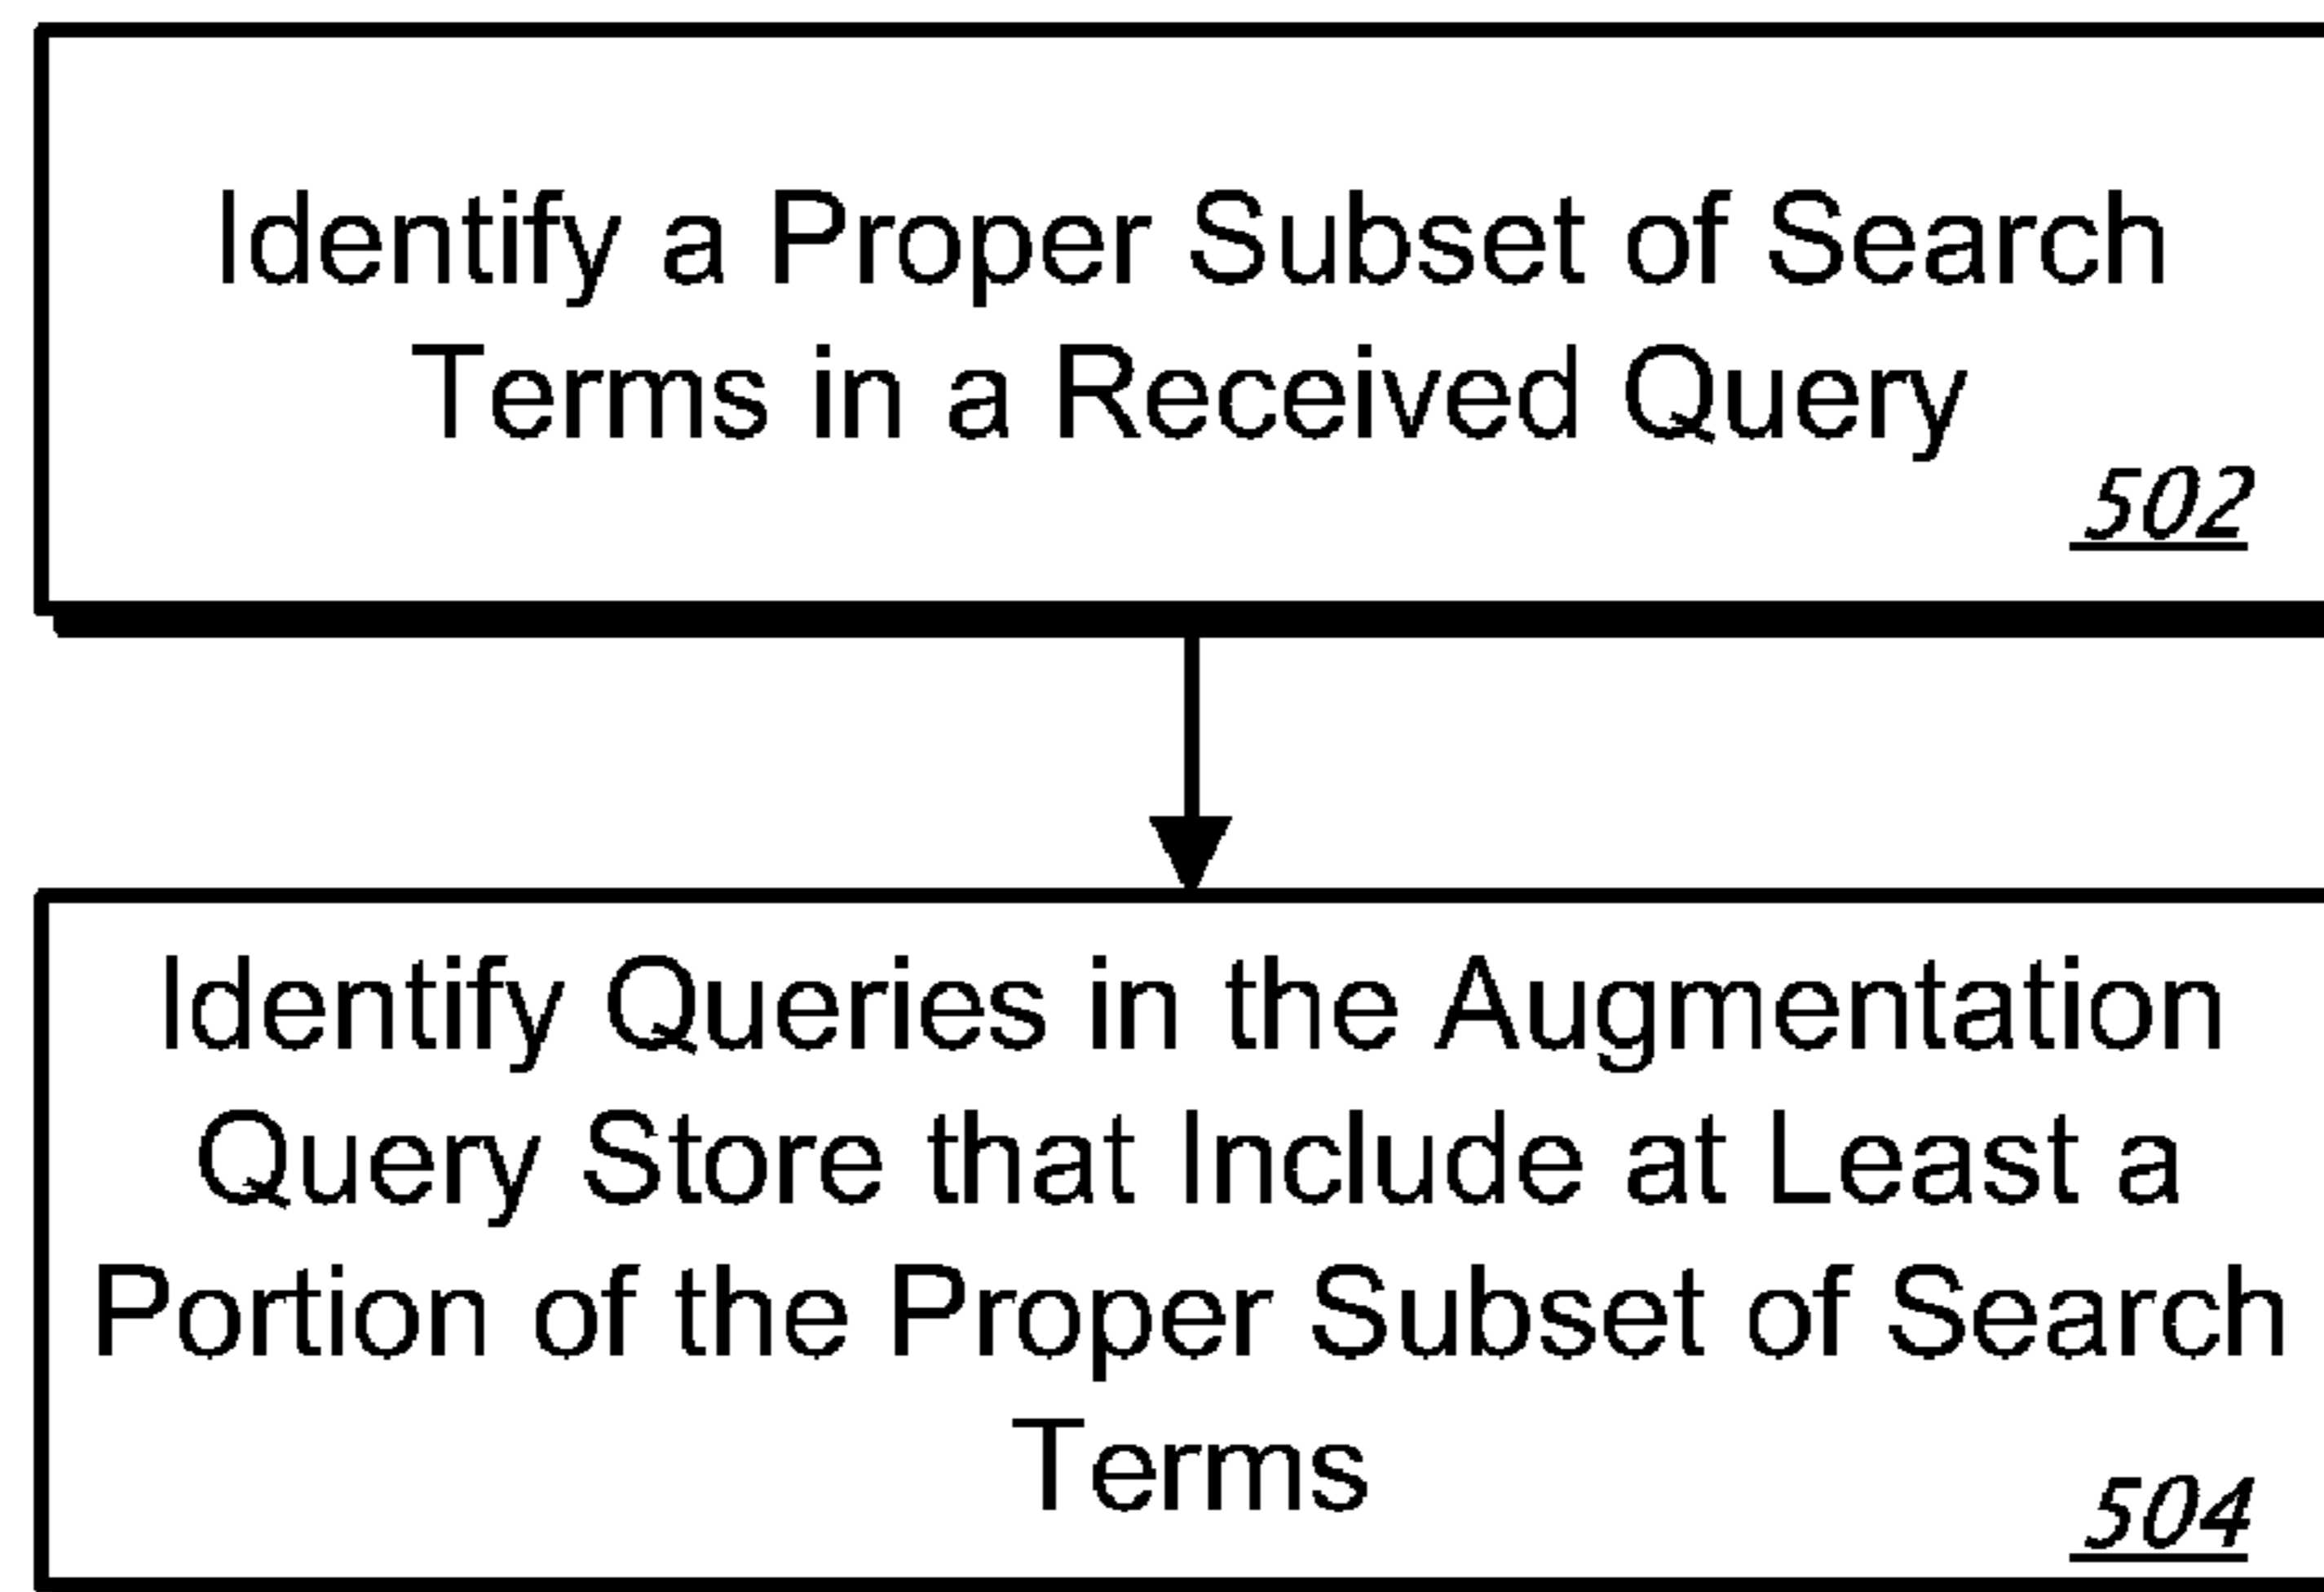 Identify a Proper Subset of Search
Terms in a Received Query
502
Identify Queries in the Augmentation
Query Store that Include at Least a
Portion of the Proper Subset of Search
Terms
504